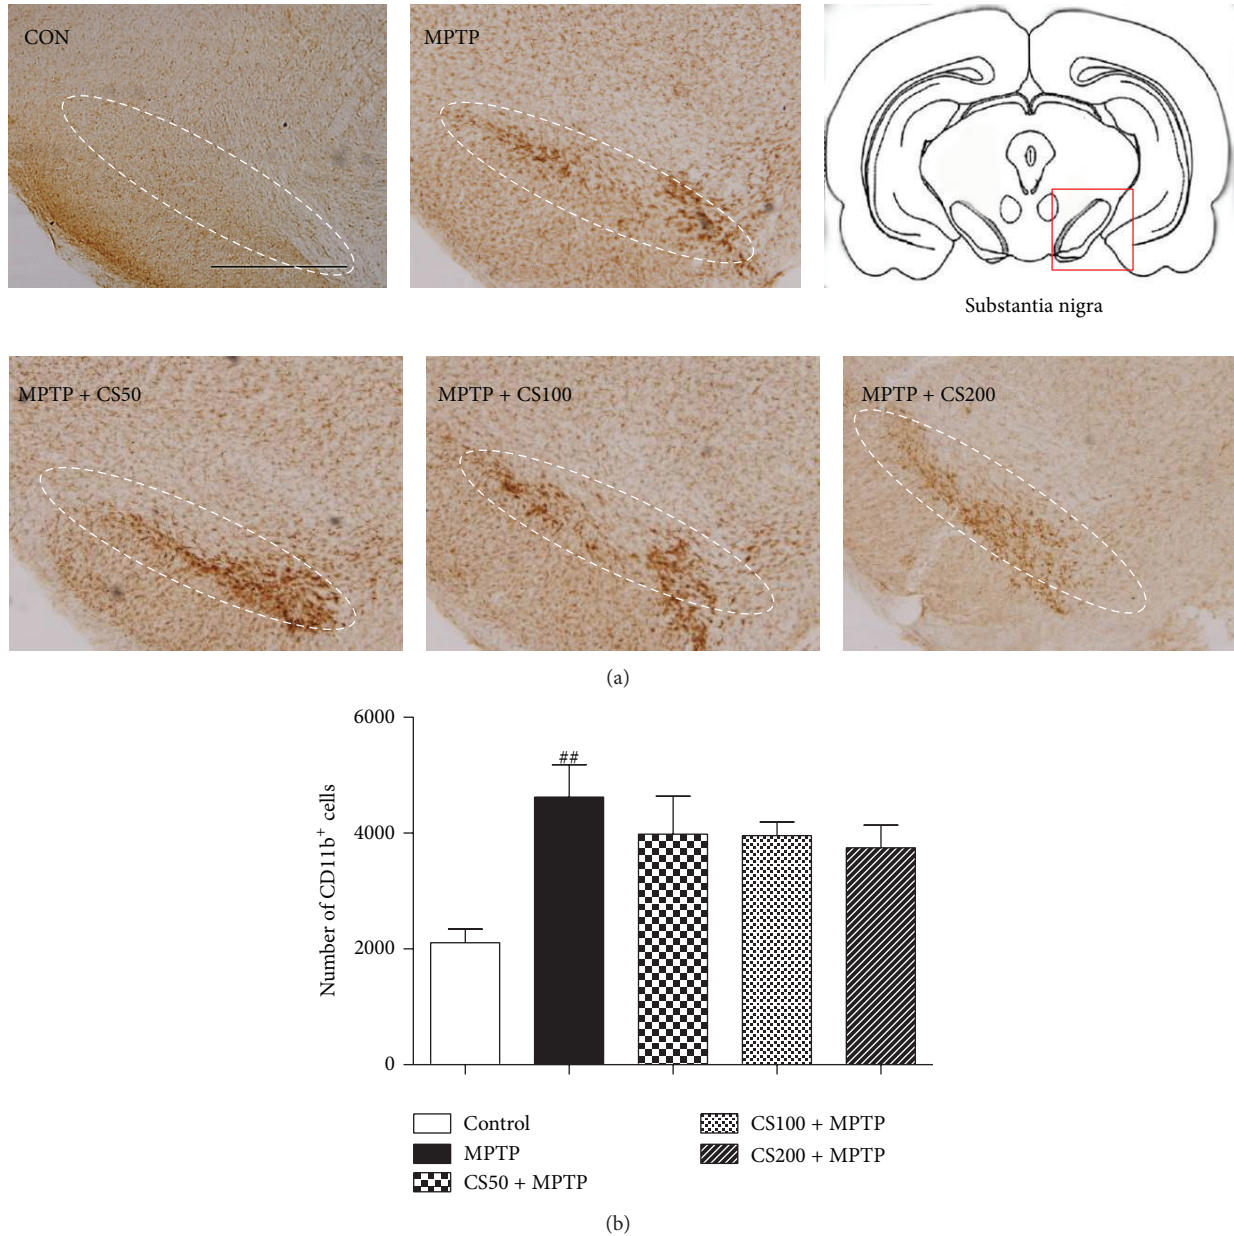 CON
MPTP
Substantia nigra
MPTP + CS50
MPTP + CS100
MPTP + CS200
(a)
Number of CD11b⁺ cells
6000
4000
2000
0
##
Control
MPTP
CS50 + MPTP
CS100 + MPTP
CS200 + MPTP
(b)